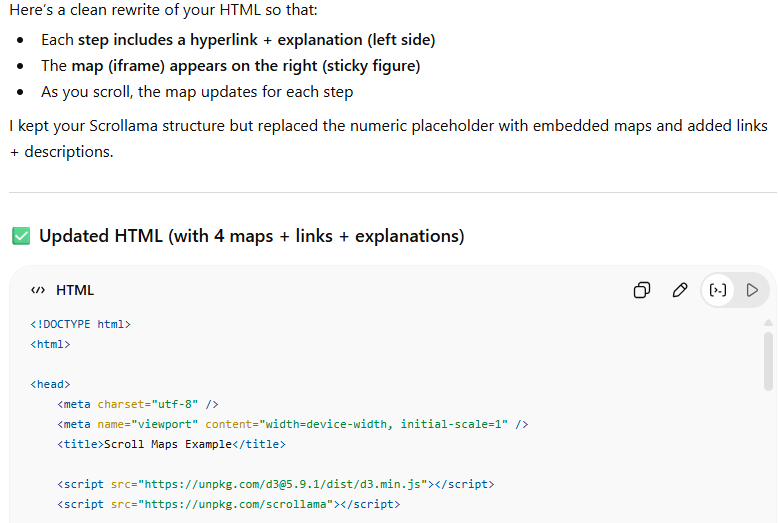 Here's a clean rewrite of your HTML so that:
Each step includes a hyperlink + explanation (left side)
The map (iframe) appears on the right (sticky figure)
As you scroll, the map updates for each step
I kept your Scrollama structure but replaced the numeric placeholder with embedded maps and added links
+ descriptions.
✅ Updated HTML (with 4 maps + links + explanations)
HTML
<!DOCTYPE html>
<html>
<head>
<meta charset="utf-8" />
<meta name="viewport" content="width=device-width, initial-scale=1" />
<title>Scroll Maps Example</title>
<script src="https://unpkg.com/d3@5.9.1/dist/d3.min.js"></script>
<script src="https://unpkg.com/scrollama"></script>